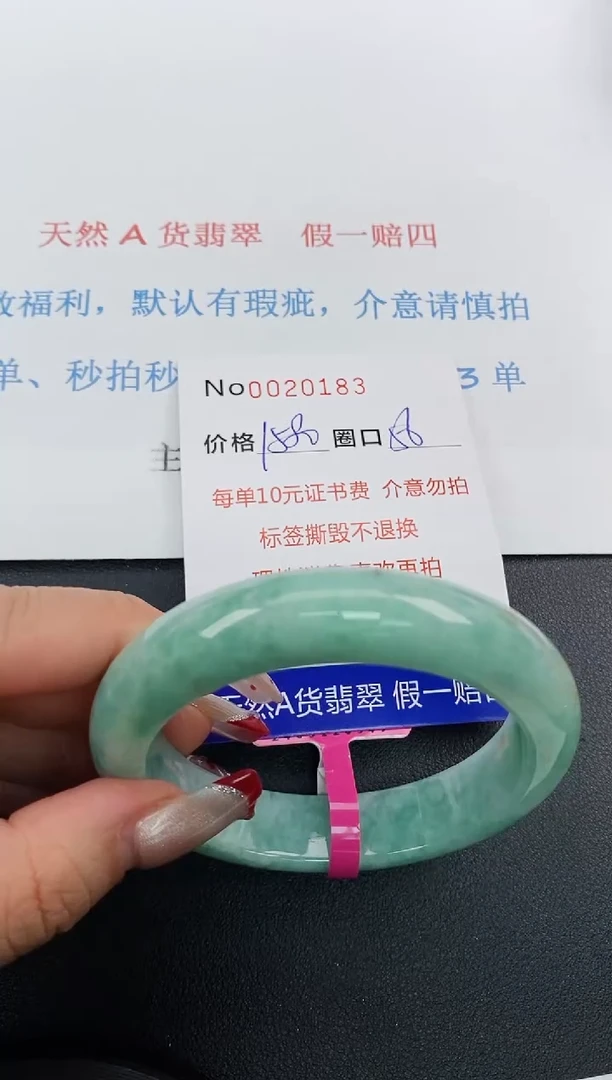 天然 A 货翡翠 假一赔四
福利，默认有瑕疵，介意请慎拍
单、秒拍秒
3 单
No0020183
价格 圈口
每单10元证书费 介意勿拍
标签撕毁不退换
再拍
天然A货翡翠 假一赔